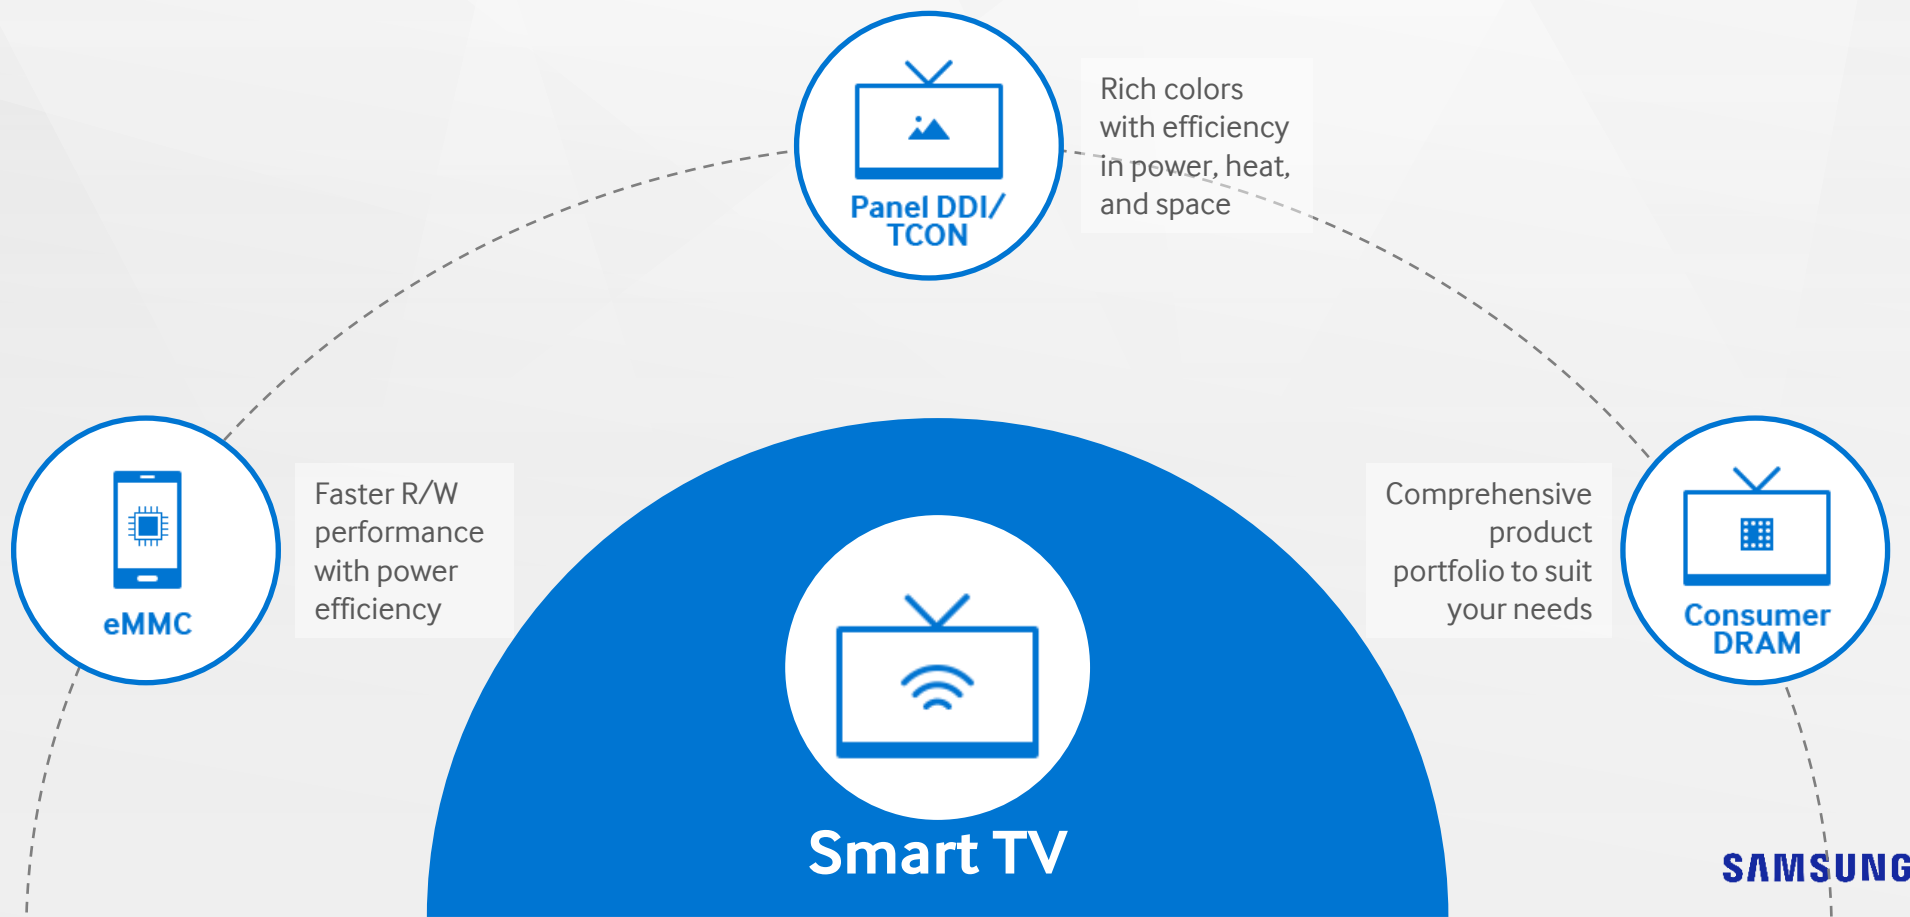 Panel DDI/
TCON
Rich colors
with efficiency
in power, heat,
and space
eMMC
Faster R/W
performance
with power
efficiency
Comprehensive
product
portfolio to suit
your needs
Consumer
DRAM
Smart TV
SAMSUNG